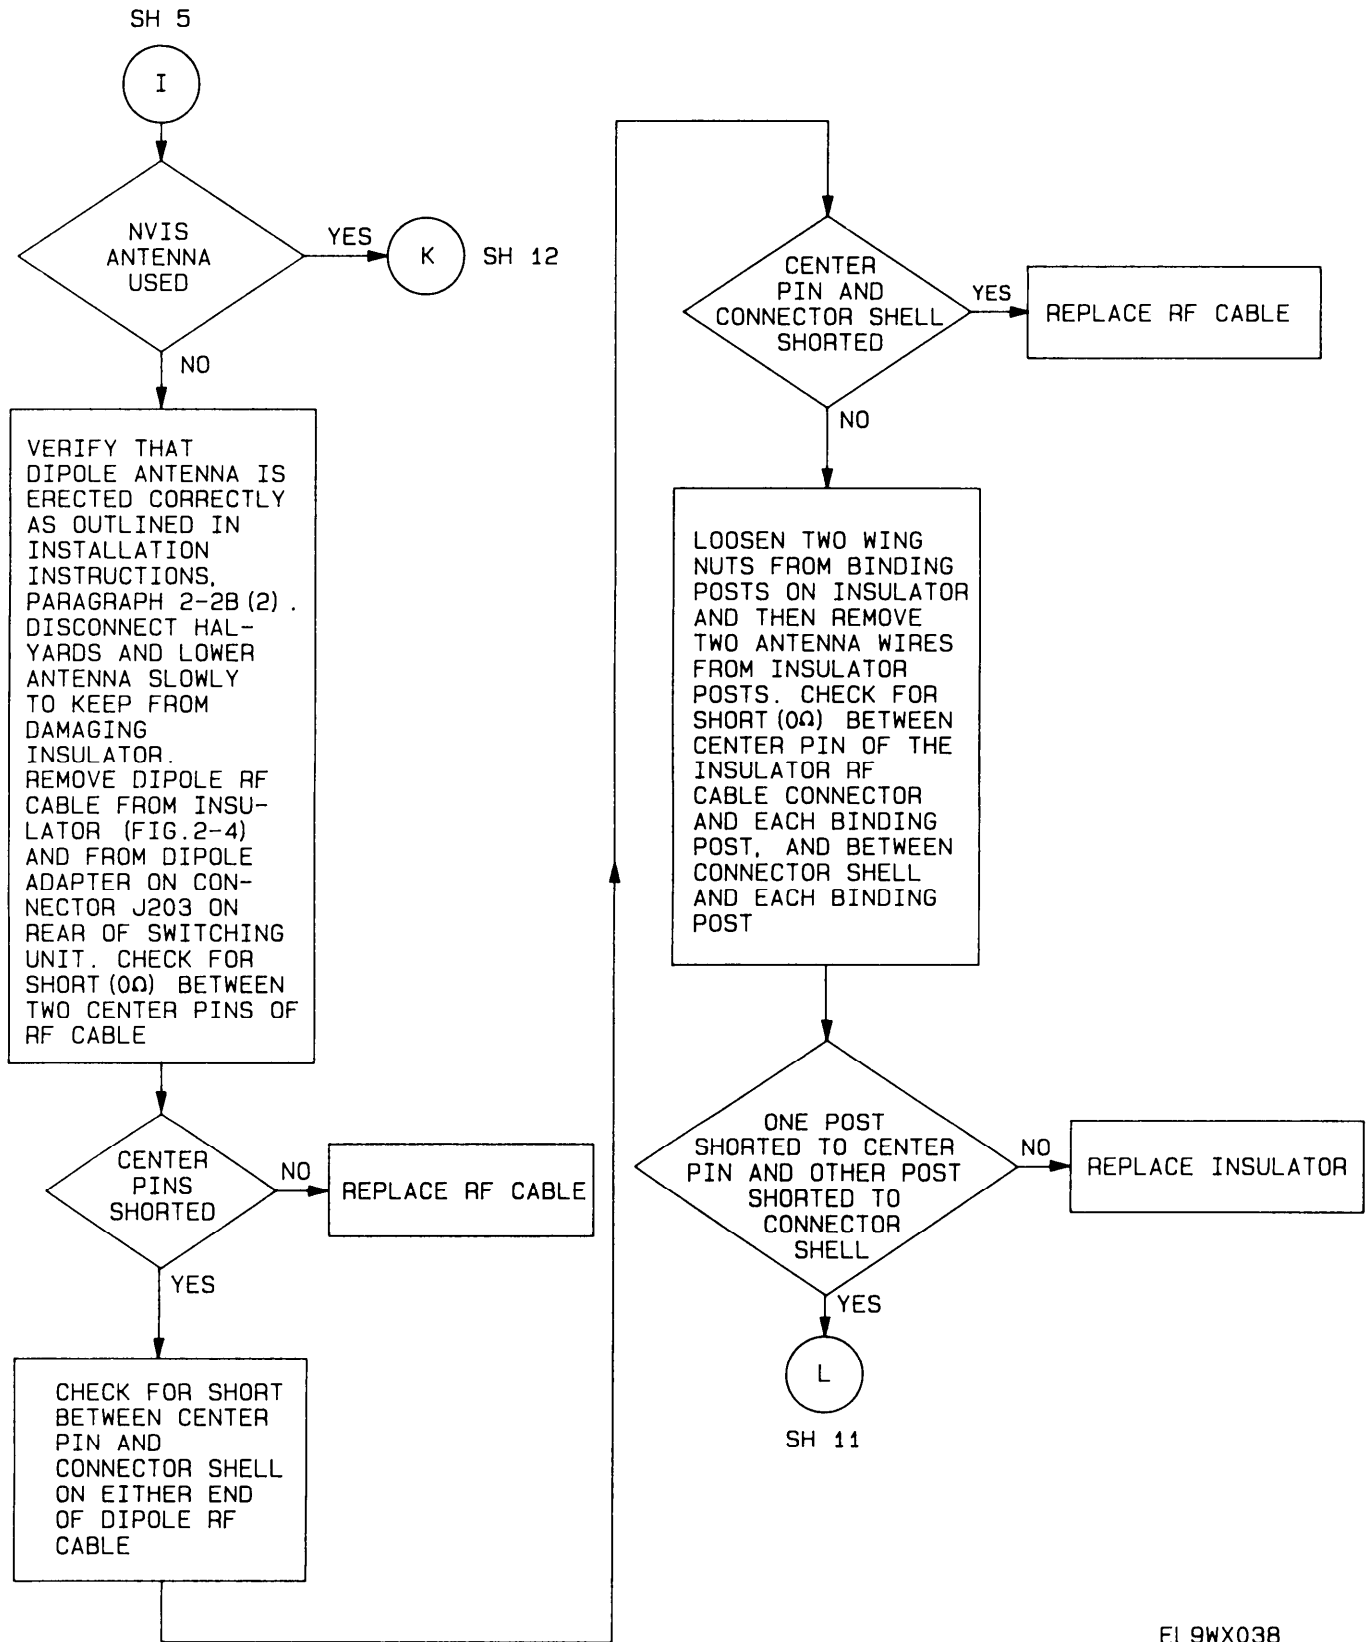 SH 5
I
NVIS
ANTENNA
USED
YES
K
SH 12
NO
VERIFY THAT
DIPOLE ANTENNA IS
ERECTED CORRECTLY
AS OUTLINED IN
INSTALLATION
INSTRUCTIONS,
PARAGRAPH 2-2B(2).
DISCONNECT HAL-
YARDS AND LOWER
ANTENNA SLOWLY
TO KEEP FROM
DAMAGING
INSULATOR.
REMOVE DIPOLE RF
CABLE FROM INSU-
LATOR (FIG.2-4)
AND FROM DIPOLE
ADAPTER ON CON-
NECTOR J203 ON
REAR OF SWITCHING
UNIT. CHECK FOR
SHORT(0Ω) BETWEEN
TWO CENTER PINS OF
RF CABLE
CENTER
PINS
SHORTED
NO
REPLACE RF CABLE
YES
CHECK FOR SHORT
BETWEEN CENTER
PIN AND
CONNECTOR SHELL
ON EITHER END
OF DIPOLE RF
CABLE
CENTER
PIN AND
CONNECTOR SHELL
SHORTED
YES
REPLACE RF CABLE
NO
LOOSEN TWO WING
NUTS FROM BINDING
POSTS ON INSULATOR
AND THEN REMOVE
TWO ANTENNA WIRES
FROM INSULATOR
POSTS. CHECK FOR
SHORT(0Ω) BETWEEN
CENTER PIN OF THE
INSULATOR RF
CABLE CONNECTOR
AND EACH BINDING
POST, AND BETWEEN
CONNECTOR SHELL
AND EACH BINDING
POST
ONE POST
SHORTED TO CENTER
PIN AND OTHER POST
SHORTED TO
CONNECTOR
SHELL
NO
REPLACE INSULATOR
YES
L
SH 11
EL9WX038